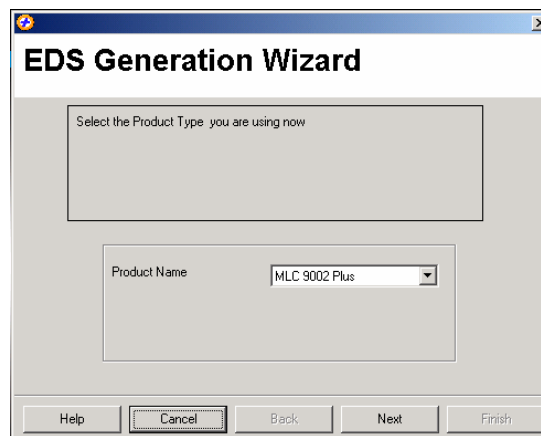 EDS Generation Wizard
Select the Product Type you are using now
Product Name
MLC 9002 Plus
Help
Cancel
Back
Next
Finish